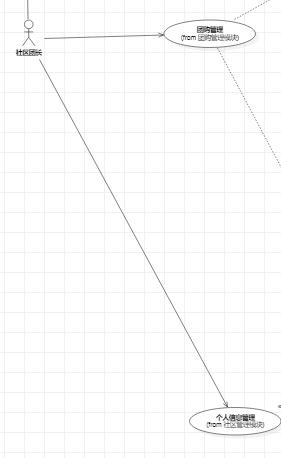 团购管理
(from 团购管理模块)
社区团长
个人信息管理
(from 社区管理模块)